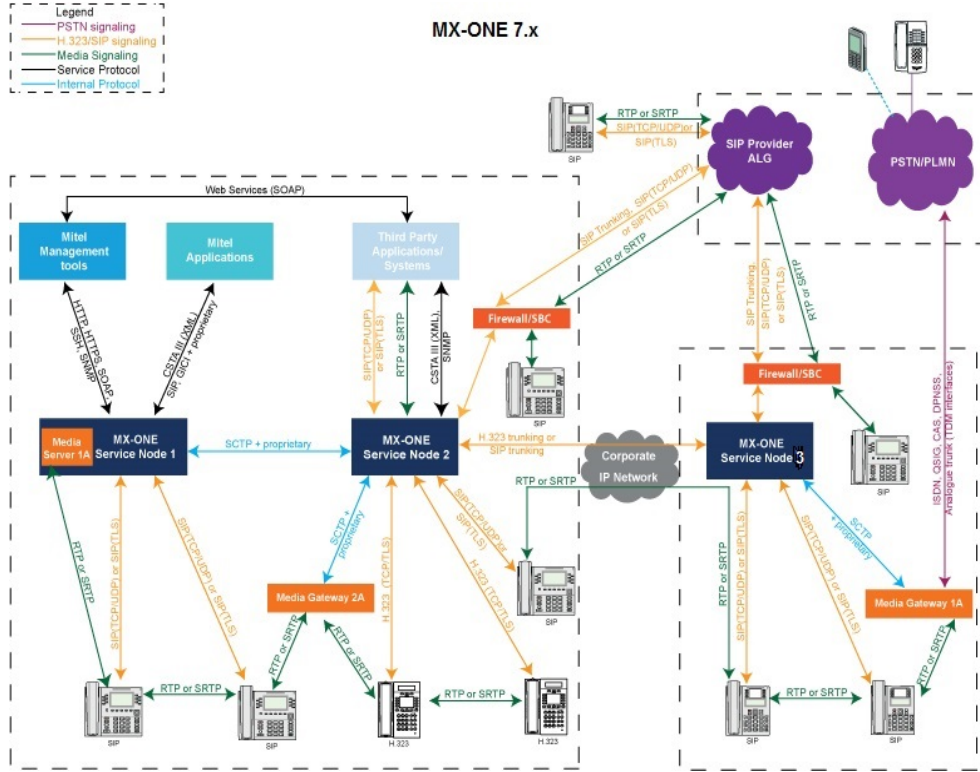 Legend
PSTN signaling
H.323/SIP signaling
Media Signaling
Service Protocol
Internal Protocol
MX-ONE 7.x
RTP or SRTP
SIP(TCP/UDP)or
SIP(TLS)
SIP
SIP Provider
ALG
PSTN/PLMN
Web Services (SOAP)
SIP Trunking, SIP(TCP/UDP)
or SIP(TLS)
RTP or SRTP
Mitel
Management
tools
Mitel
Applications
Third Party
Applications/
Systems
SIP Trunking,
SIP(TCP/UDP)
or SIP(TLS)
RTP or SRTP
HTTP, HTTPS, SOAP,
SSH, SNMP
CSTA III (XML),
SIP, GICI + proprietary
SIP(TCP/UDP)
or SIP(TLS)
RTP or SRTP
CSTA III (XML),
SNMP
Firewall/SBC
SIP
Firewall/SBC
SIP
ISDN, QSIG, CAS, DPNSS,
Analogue trunk (TDM interfaces)
Media
Server 1A
MX-ONE
Service Node 1
SCTP + proprietary
MX-ONE
Service Node 2
H.323 trunking or
SIP trunking
Corporate
IP Network
MX-ONE
Service Node 3
RTP or SRTP
RTP or SRTP
SIP(TCP/UDP) or SIP(TLS)
SIP(TCP/UDP) or SIP(TLS)
SCTP +
proprietary
H.323 (TCP/TLS)
SIP(TCP/UDP)or
SIP(TLS)
H.323 (TCP/TLS)
SIP
RTP or SRTP
SIP(TCP/UDP) or SIP(TLS)
SIP(TCP/UDP) or SIP(TLS)
SCTP
+ proprietary
Media Gateway 2A
Media Gateway 1A
RTP or SRTP
RTP or SRTP
RTP or SRTP
RTP or SRTP
RTP or SRTP
RTP or SRTP
RTP or SRTP
SIP
SIP
H.323
H.323
SIP
SIP